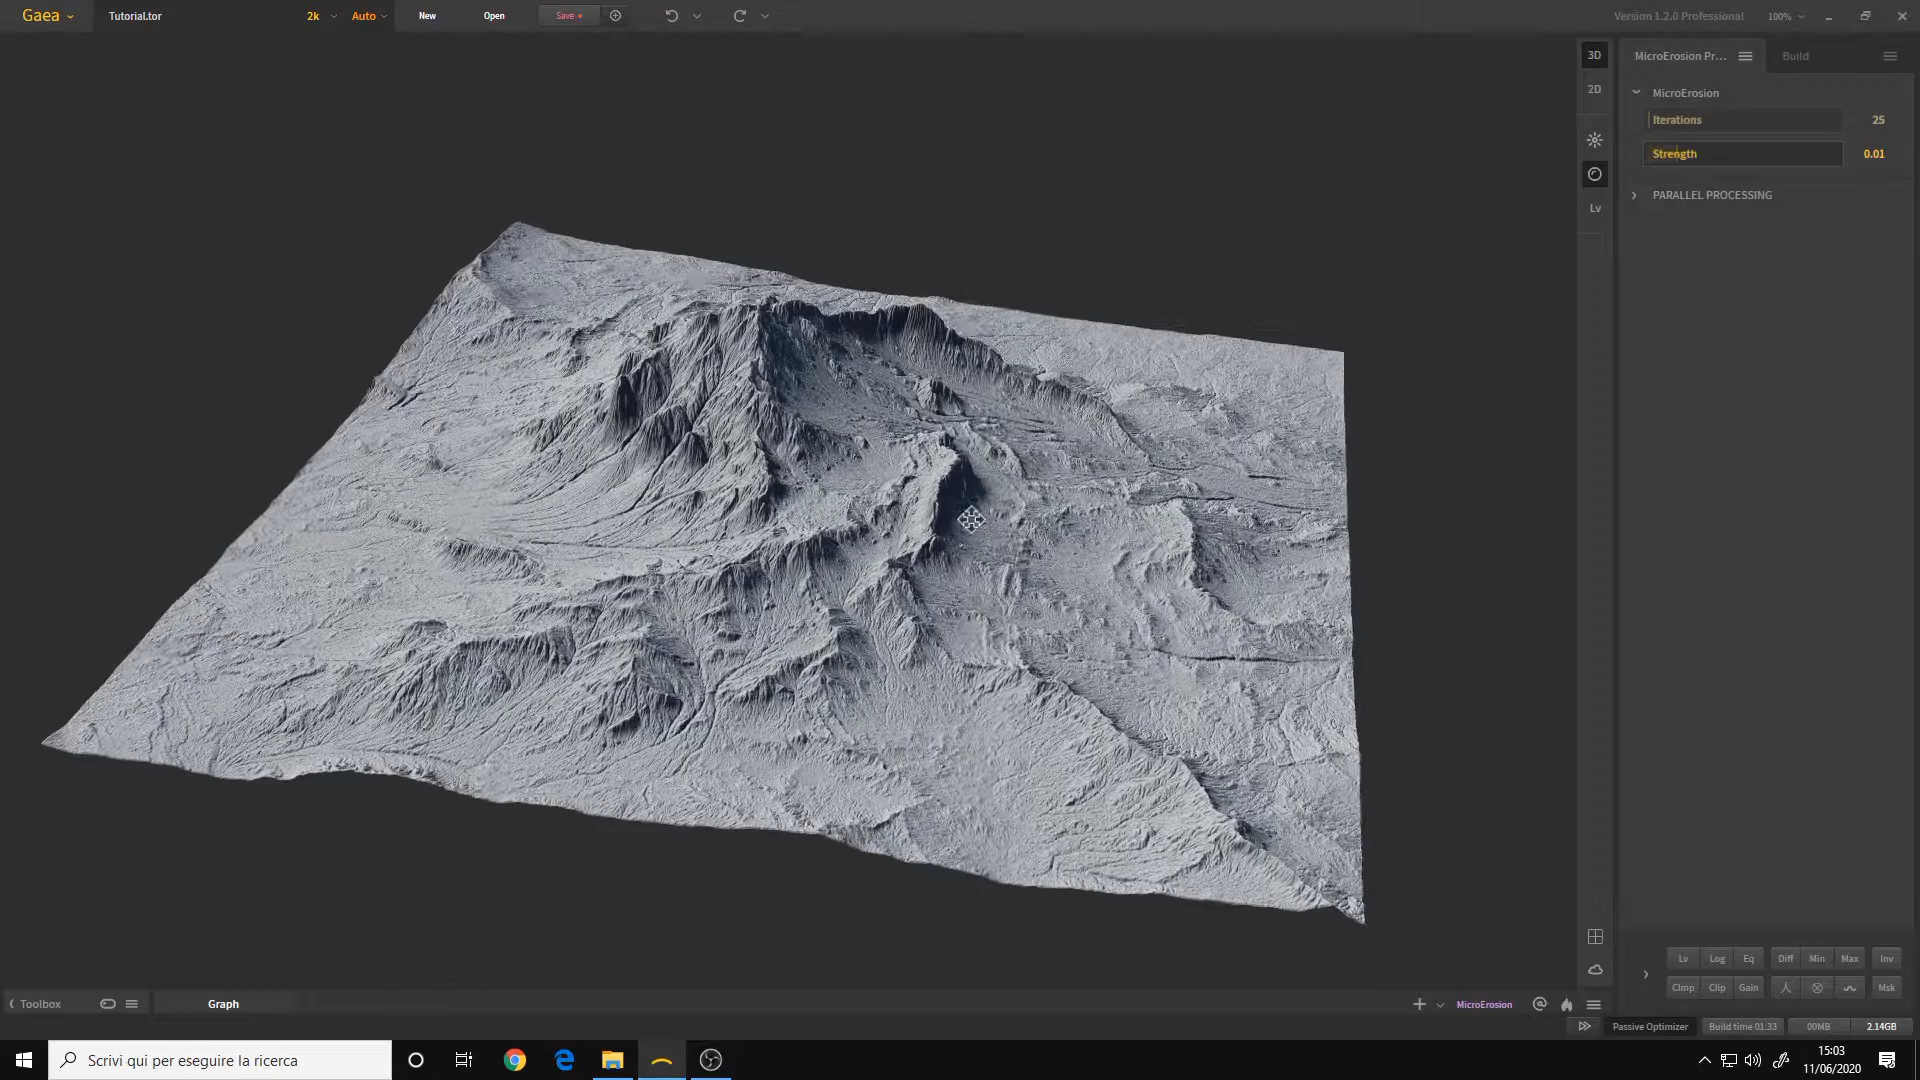 Gaea
Tutorial.tor
2k
Auto
New
Open
Save
Version 1.2.0 Professional
100%
3D
2D
Lv
MicroErosion Pr...
Build
MicroErosion
Iterations 25
Strength 0.01
PARALLEL PROCESSING
Lv Log Eq Diff Min Max Inv
Clmp Clip Gain Msk
Toolbox
Graph
MicroErosion
Passive Optimizer
Build time 01:33
00MB
2.14GB
Scrivi qui per eseguire la ricerca
15:03
11/06/2020